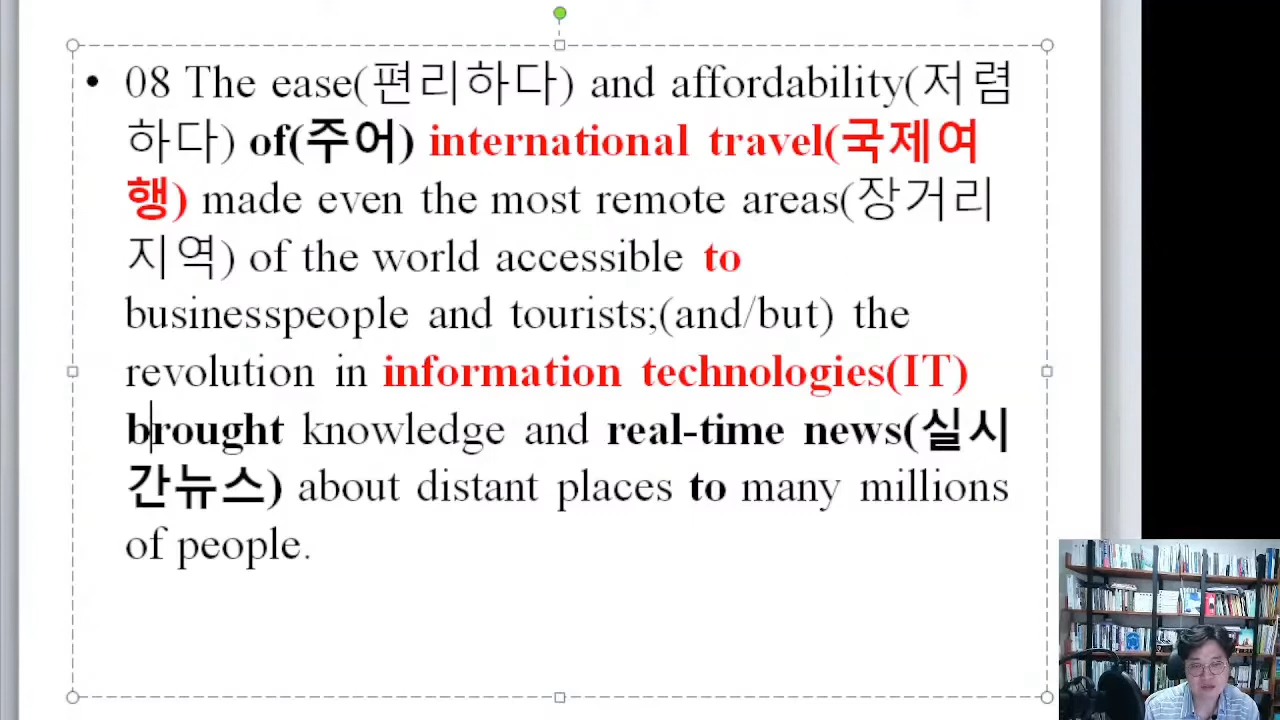 • 08 The ease(편리하다) and affordability(저렴
하다) of(주어) international travel(국제여
행) made even the most remote areas(장거리
지역) of the world accessible to
businesspeople and tourists;(and/but) the
revolution in information technologies(IT)
brought knowledge and real-time news(실시
간뉴스) about distant places to many millions
of people.